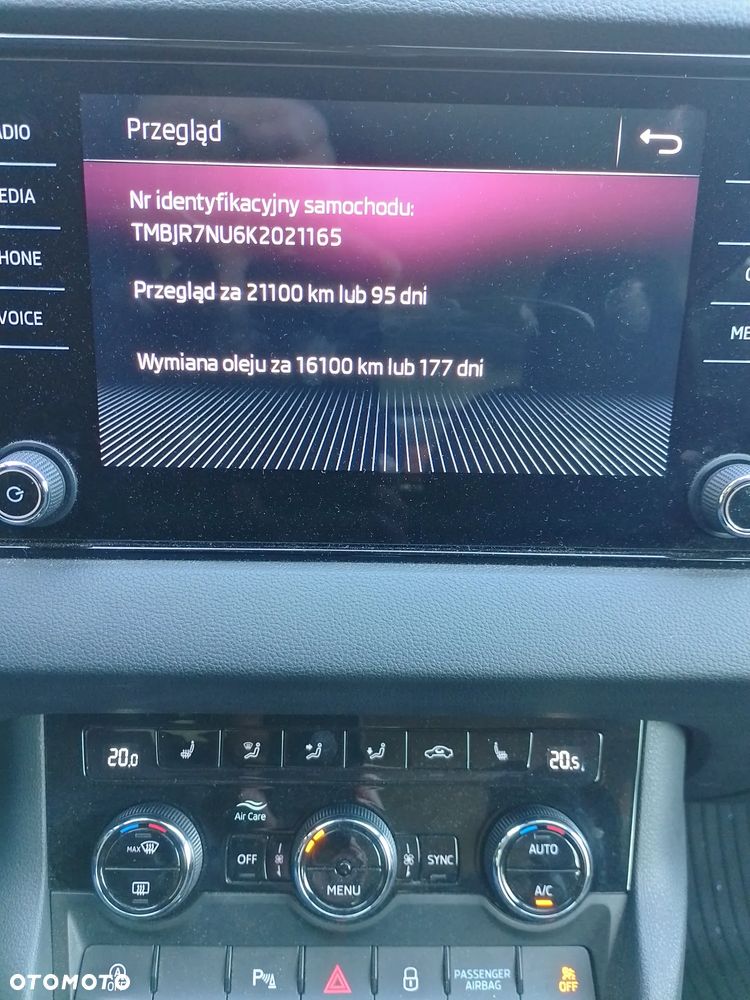 Przegląd
ADIO
EDIA
HONE
VOICE
ME
Nr identyfikacyjny samochodu:
TMBJR7NU6K2021165
Przegląd za 21100 km lub 95 dni
Wymiana oleju za 16100 km lub 177 dni
20,0
20.5
Air Care
MAX
OFF
MENU
SYNC
AUTO
A/C
A OFF
P
PASSENGER
AIRBAG
OFF
OTOMOTO